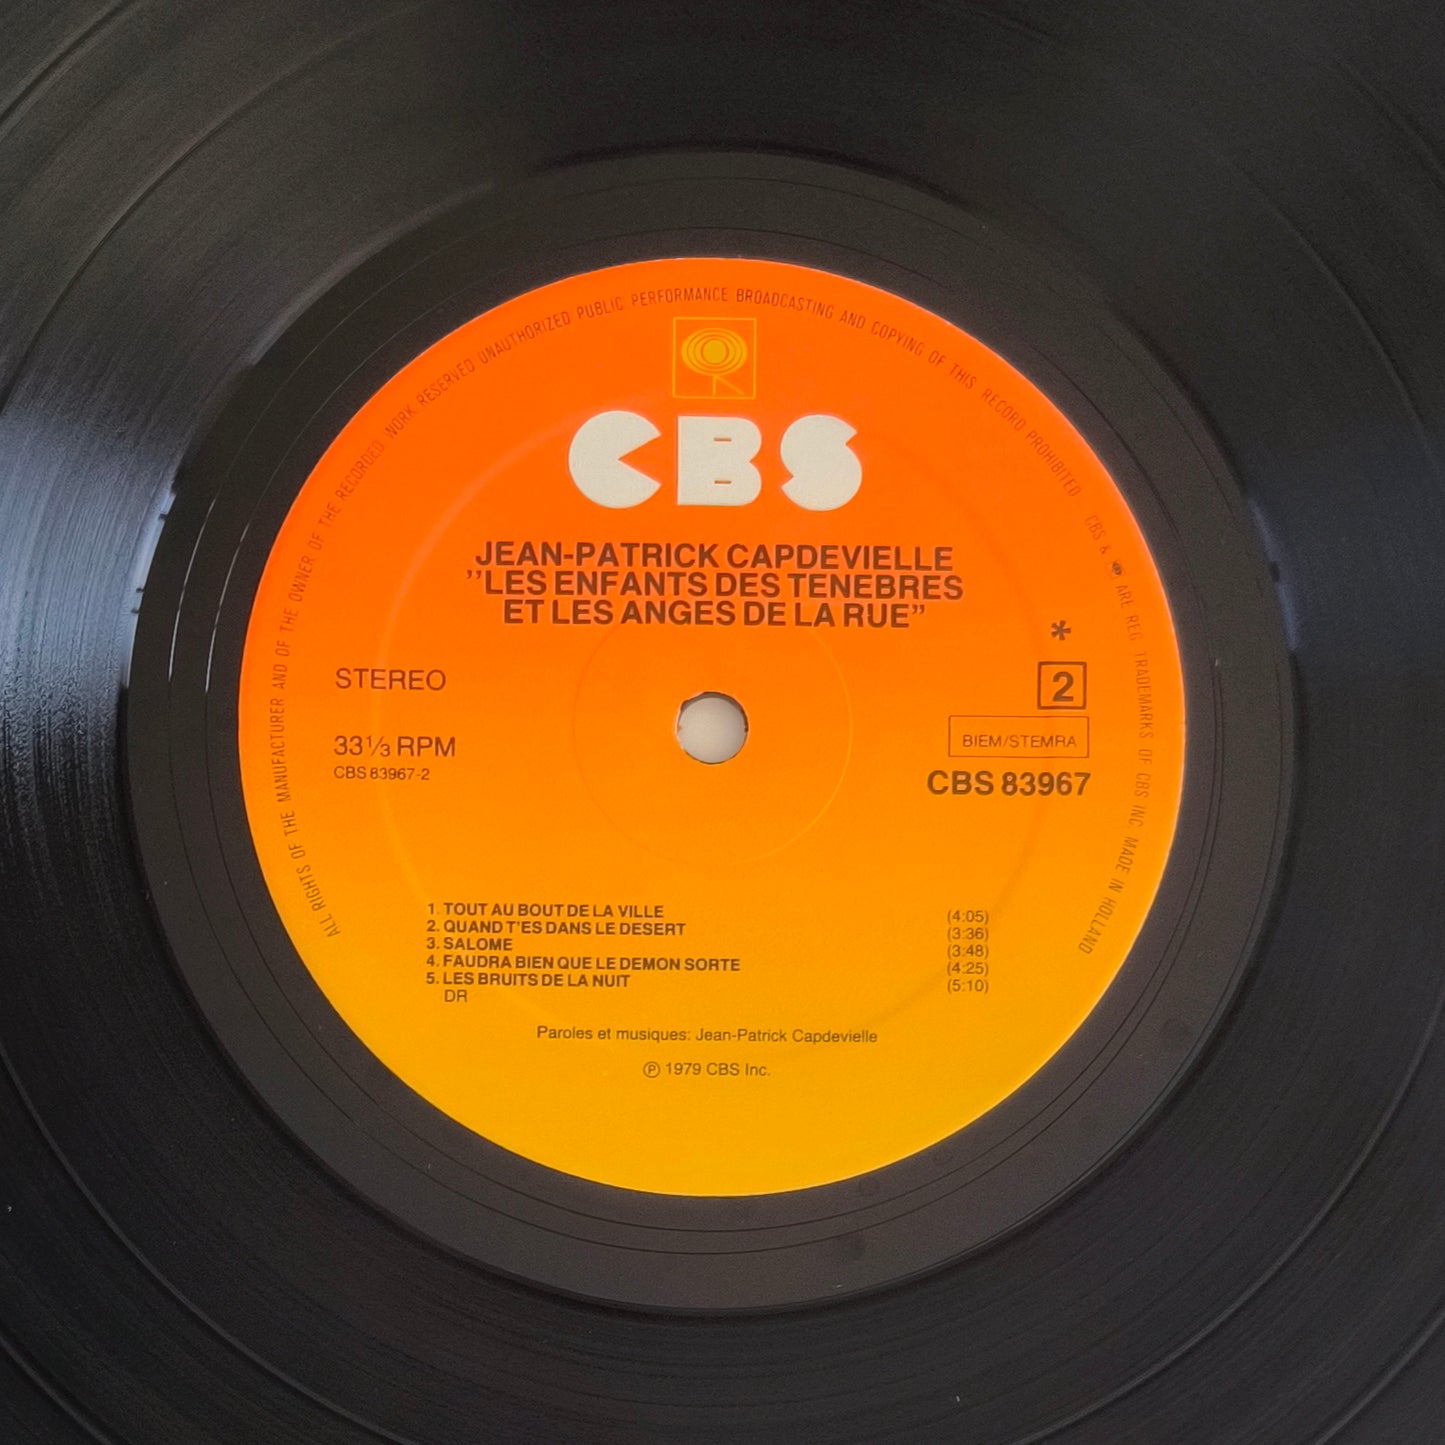 ALL RIGHTS OF THE MANUFACTURER AND OF THE OWNER OF THE RECORDED WORK RESERVED UNAUTHORIZED PUBLIC PERFORMANCE BROADCASTING AND COPYING OF THIS RECORD PROHIBITED CBS & ARE REG. TRADEMARKS OF CBS INC. MADE IN HOLLAND
CBS
JEAN-PATRICK CAPDEVIELLE
"LES ENFANTS DES TENEBRES
ET LES ANGES DE LA RUE"
*
STEREO
2
33⅓ RPM
BIEM/STEMRA
CBS 83967-2
CBS 83967
1. TOUT AU BOUT DE LA VILLE (4:05)
2. QUAND T'ES DANS LE DESERT (3:36)
3. SALOME (3:48)
4. FAUDRA BIEN QUE LE DEMON SORTE (4:25)
5. LES BRUITS DE LA NUIT (5:10)
DR
Paroles et musiques: Jean-Patrick Capdevielle
℗ 1979 CBS Inc.